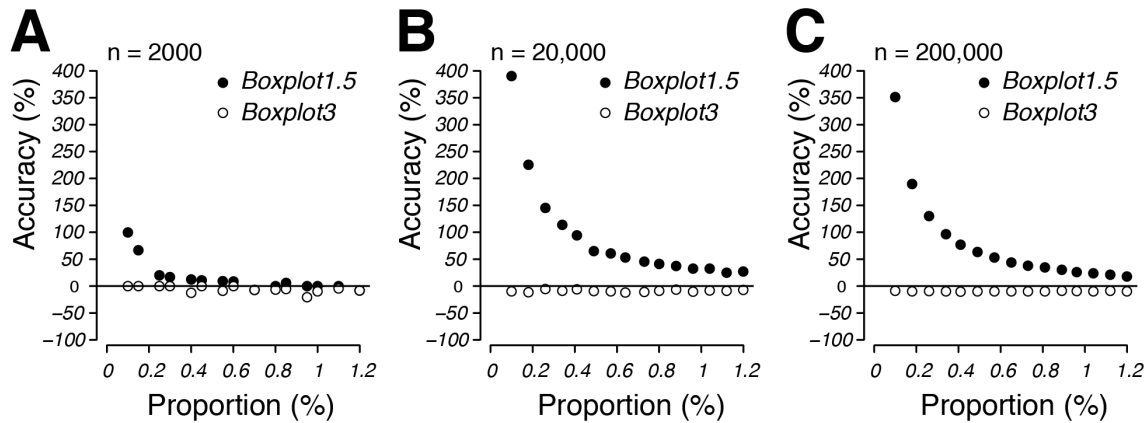 A
n = 2000
Accuracy (%)
400
350
300
250
200
150
100
50
0
−50
−100
Boxplot1.5
Boxplot3
0 0.2 0.4 0.6 0.8 1 1.2
Proportion (%)
B
n = 20,000
Accuracy (%)
400
350
300
250
200
150
100
50
0
−50
−100
Boxplot1.5
Boxplot3
0 0.2 0.4 0.6 0.8 1 1.2
Proportion (%)
C
n = 200,000
Accuracy (%)
400
350
300
250
200
150
100
50
0
−50
−100
Boxplot1.5
Boxplot3
0 0.2 0.4 0.6 0.8 1 1.2
Proportion (%)